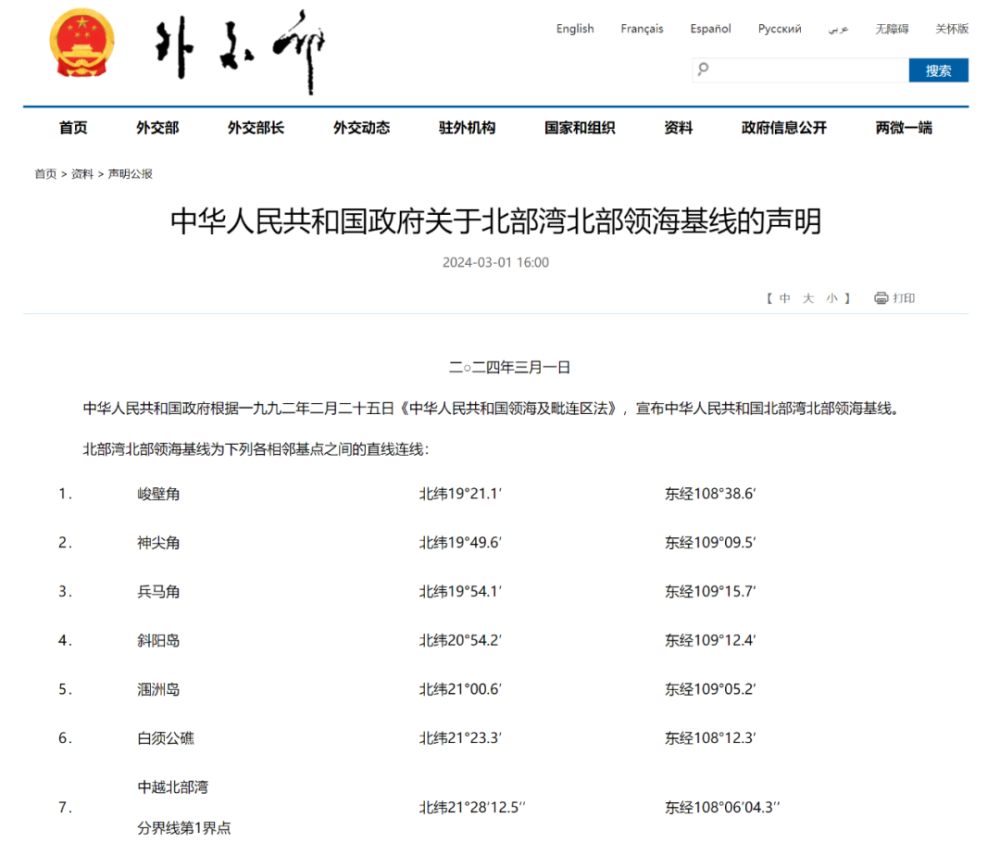 外交部
English Français Español Русский عربي 无障碍 关怀版
搜索
首页 外交部 外交部长 外交动态 驻外机构 国家和组织 资料 政府信息公开 两微一端
首页 > 资料 > 声明公报
中华人民共和国政府关于北部湾北部领海基线的声明
2024-03-01 16:00
【 中 大 小 】 打印
二○二四年三月一日
中华人民共和国政府根据一九九二年二月二十五日《中华人民共和国领海及毗连区法》，宣布中华人民共和国北部湾北部领海基线。
北部湾北部领海基线为下列各相邻基点之间的直线连线：
1. 峻壁角 北纬19°21.1′ 东经108°38.6′
2. 神尖角 北纬19°49.6′ 东经109°09.5′
3. 兵马角 北纬19°54.1′ 东经109°15.7′
4. 斜阳岛 北纬20°54.2′ 东经109°12.4′
5. 涠洲岛 北纬21°00.6′ 东经109°05.2′
6. 白须公礁 北纬21°23.3′ 东经108°12.3′
7. 中越北部湾
分界线第1界点 北纬21°28′12.5′′ 东经108°06′04.3′′